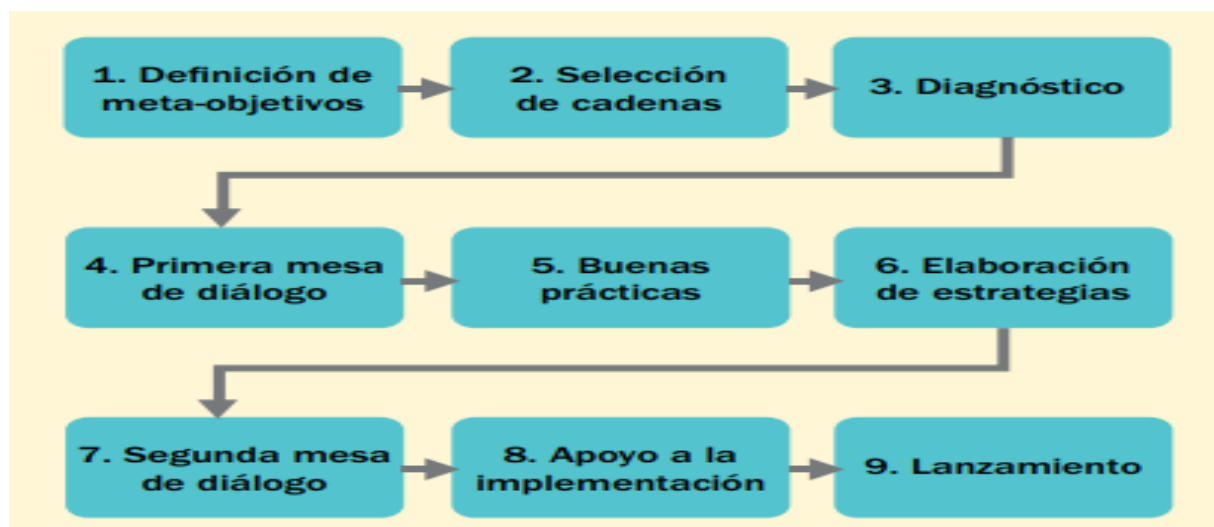 1. Definición de
meta-objetivos
2. Selección
de cadenas
3. Diagnóstico
4. Primera mesa
de diálogo
5. Buenas
prácticas
6. Elaboración
de estrategias
7. Segunda mesa
de diálogo
8. Apoyo a la
implementación
9. Lanzamiento